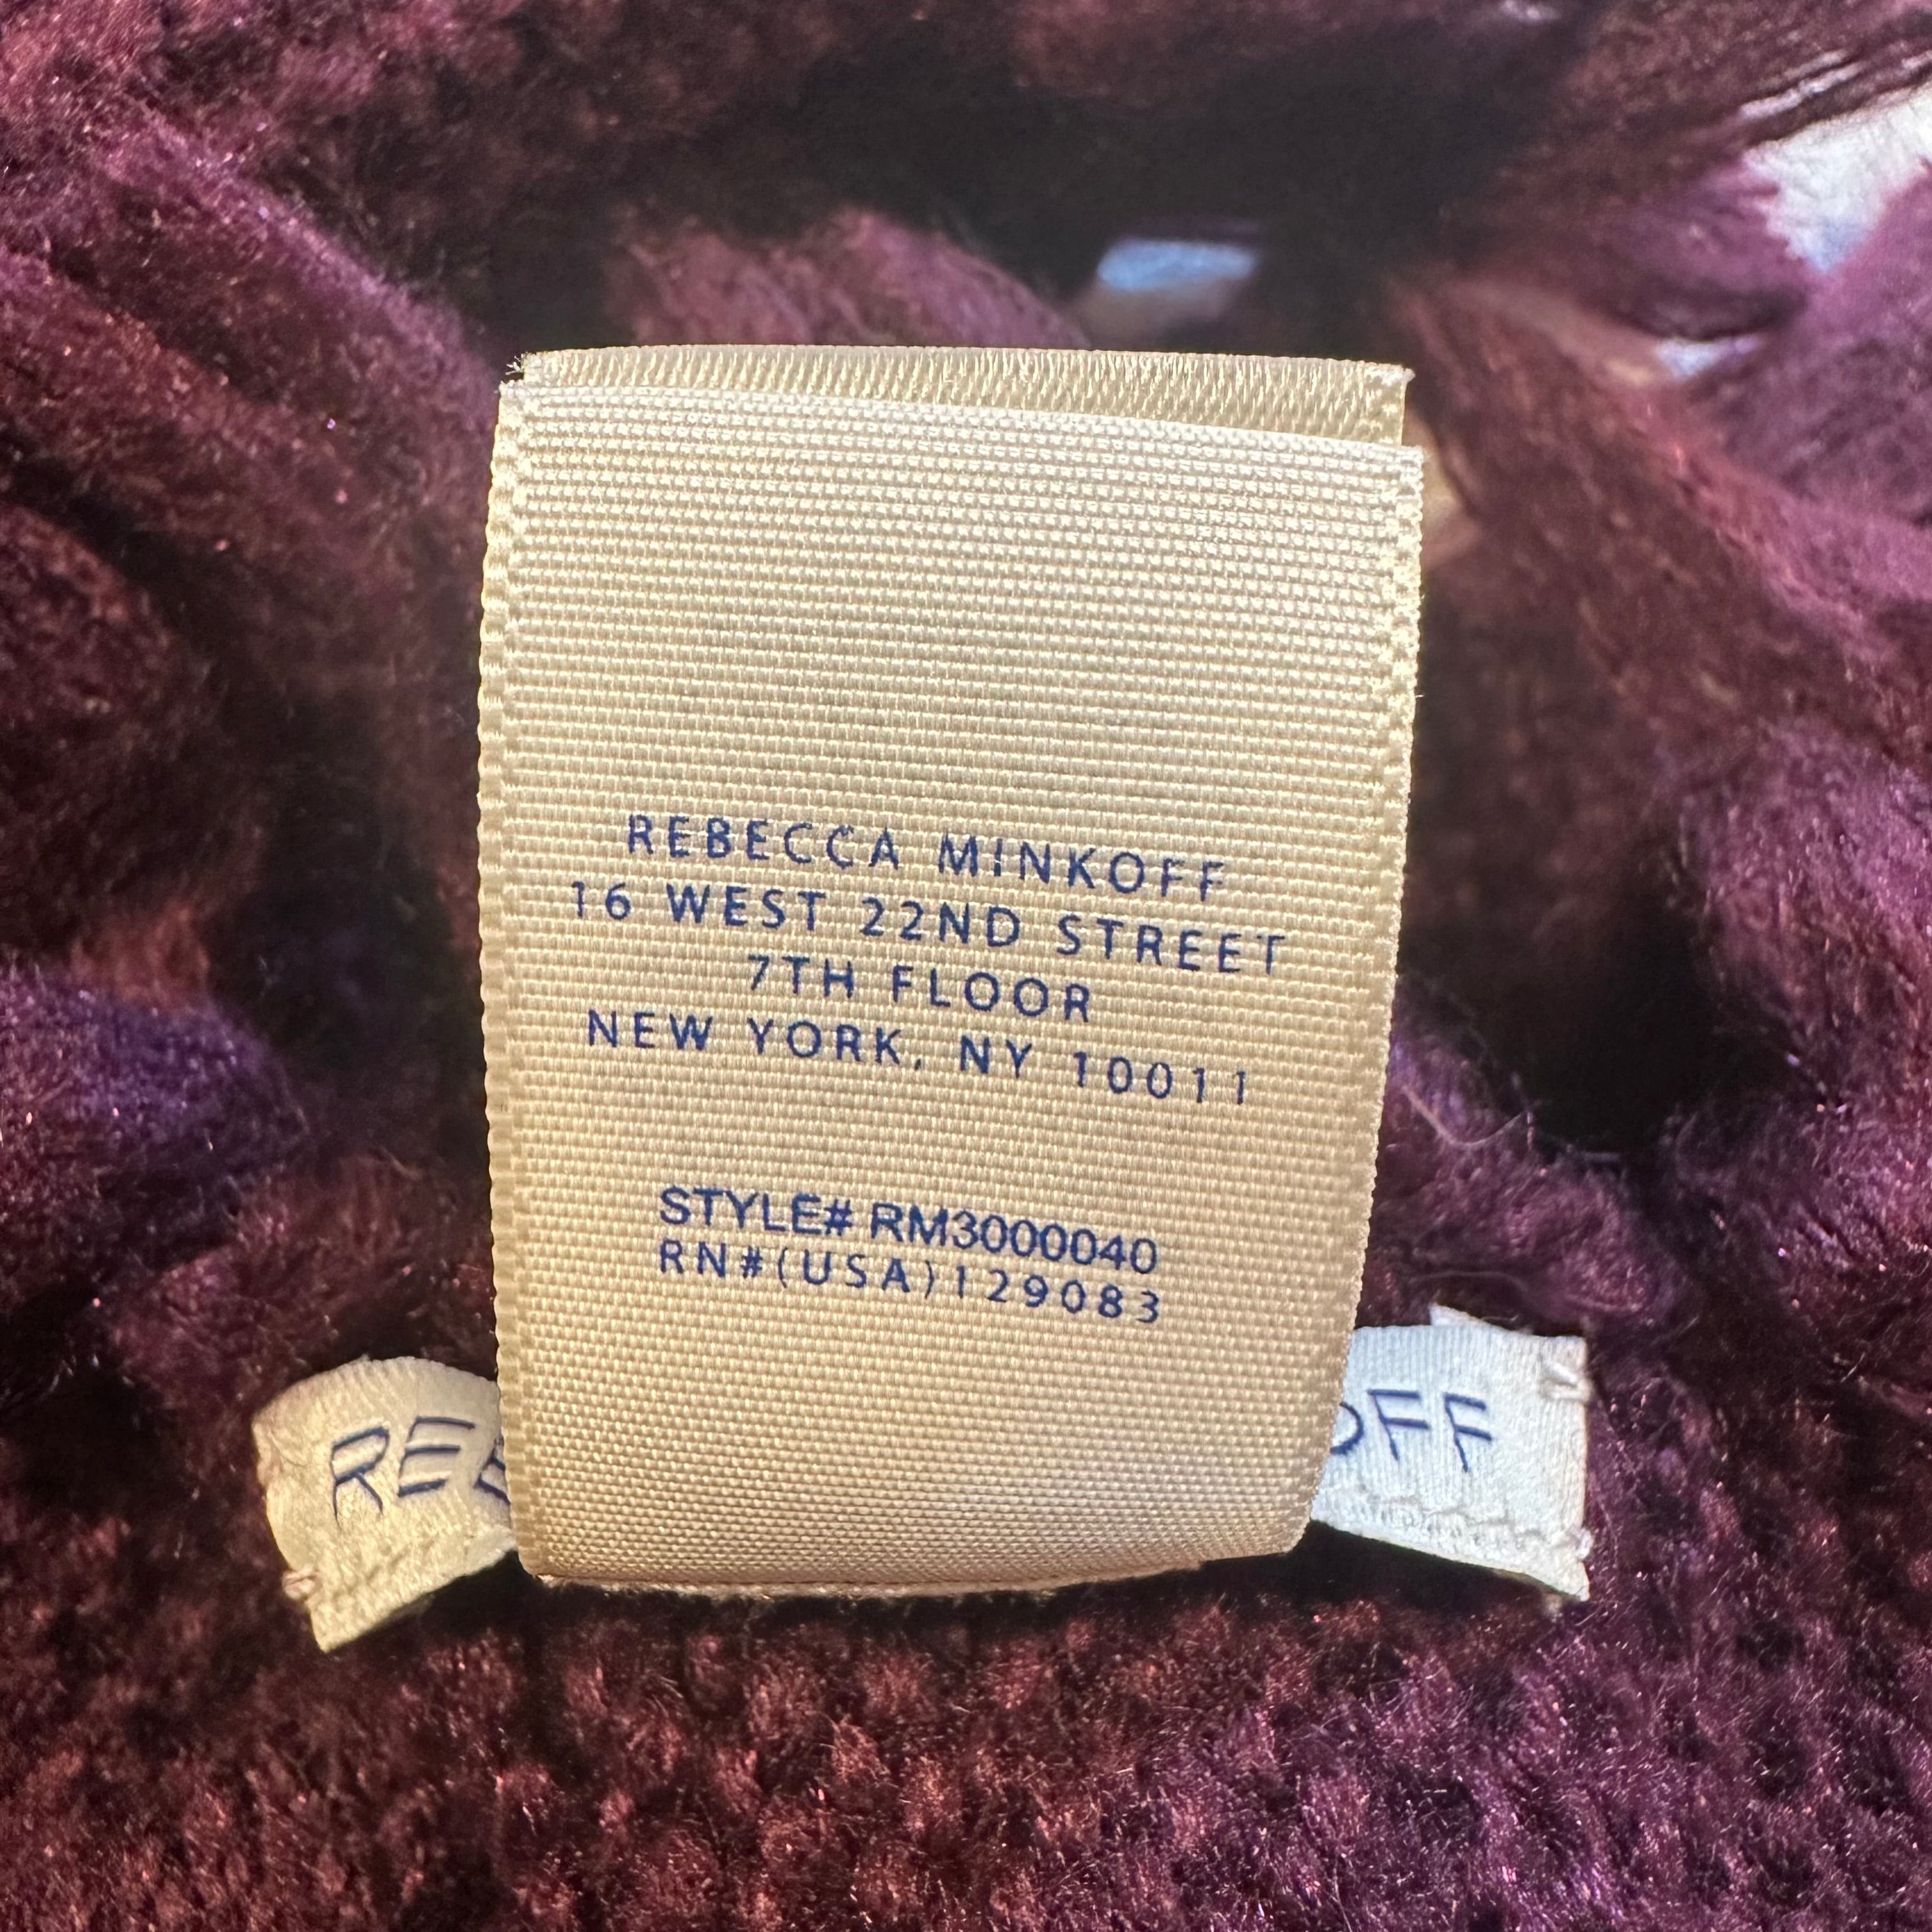 REBECCA MINKOFF
16 WEST 22ND STREET
7TH FLOOR
NEW YORK, NY 10011
STYLE# RM3000040
RN#(USA)129083
REB OFF